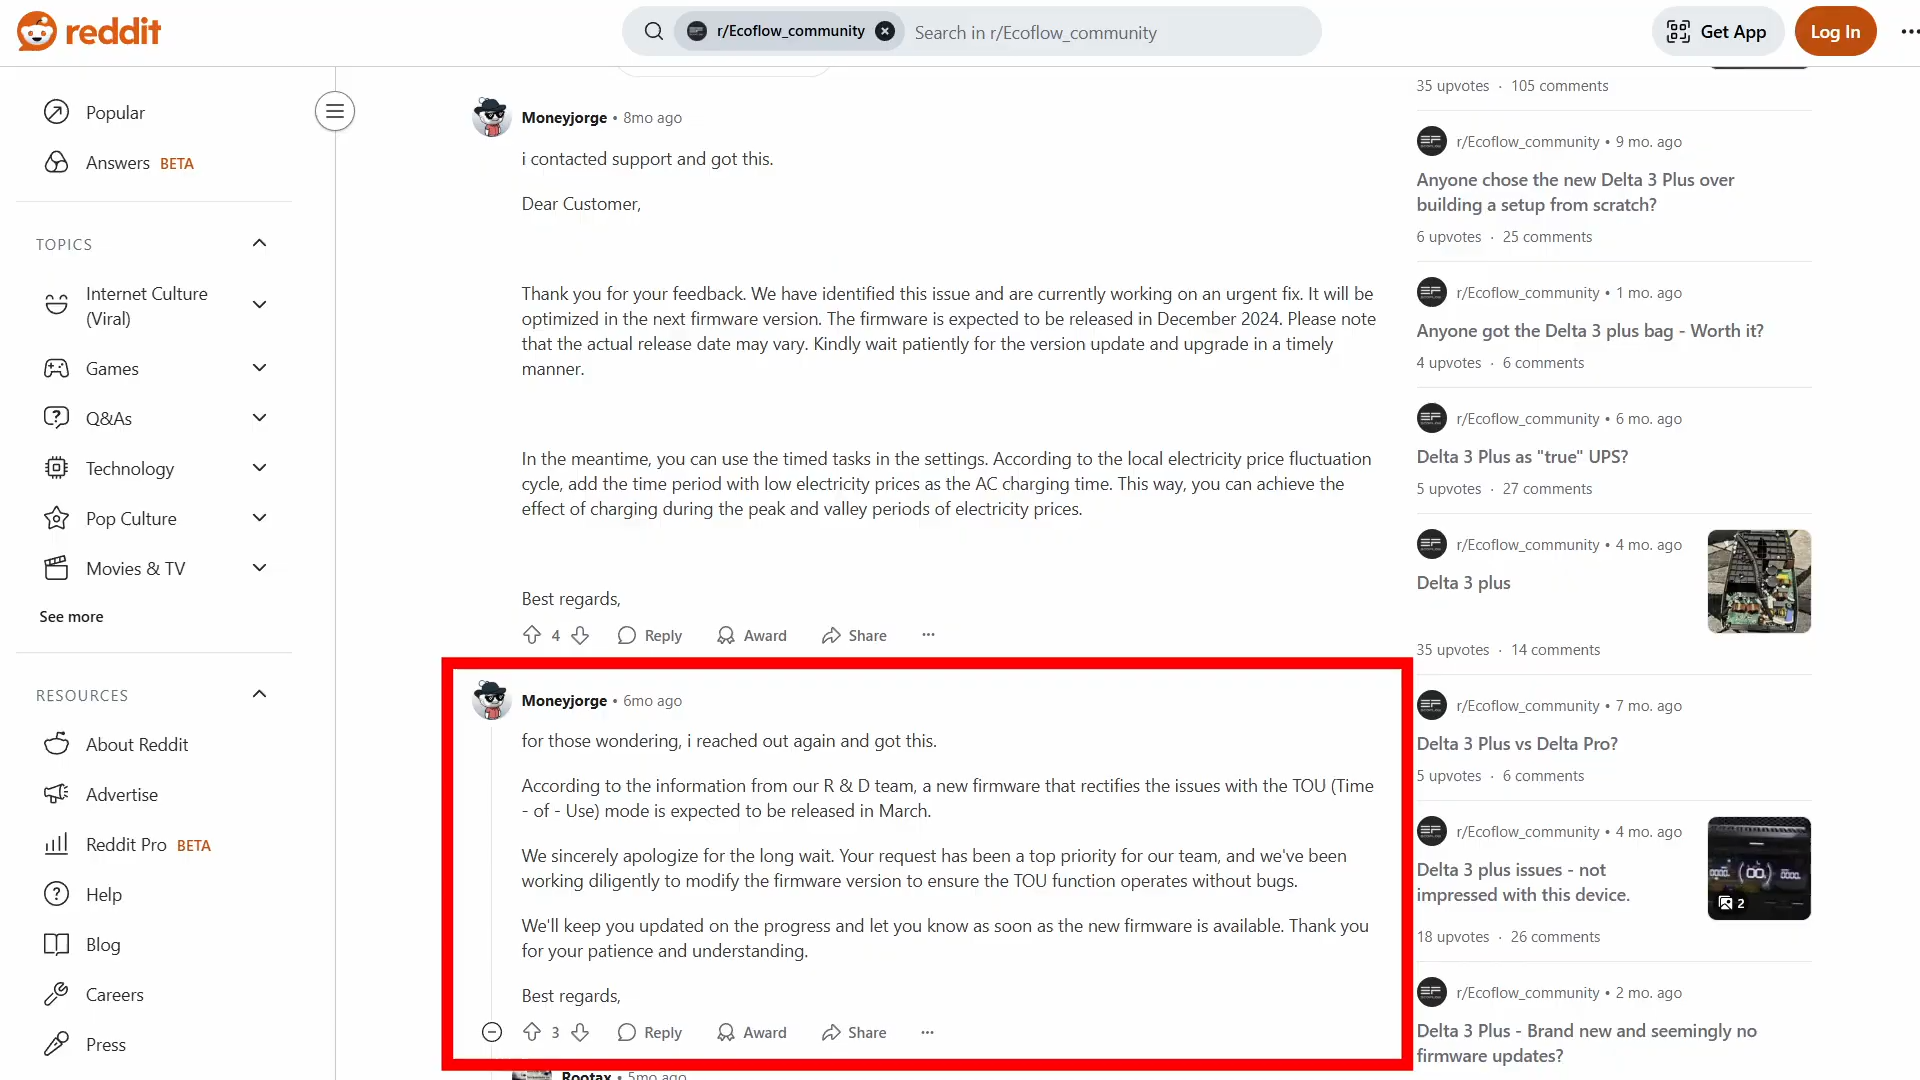 reddit
r/Ecoflow_community
Search in r/Ecoflow_community
Get App
Log In
Popular
Answers BETA
TOPICS
Internet Culture
(Viral)
Games
Q&As
Technology
Pop Culture
Movies & TV
See more
RESOURCES
About Reddit
Advertise
Reddit Pro BETA
Help
Blog
Careers
Press
Moneyjorge • 8mo ago
i contacted support and got this.
Dear Customer,
Thank you for your feedback. We have identified this issue and are currently working on an urgent fix. It will be
optimized in the next firmware version. The firmware is expected to be released in December 2024. Please note
that the actual release date may vary. Kindly wait patiently for the version update and upgrade in a timely
manner.
In the meantime, you can use the timed tasks in the settings. According to the local electricity price fluctuation
cycle, add the time period with low electricity prices as the AC charging time. This way, you can achieve the
effect of charging during the peak and valley periods of electricity prices.
Best regards,
4 Reply Award Share
Moneyjorge • 6mo ago
for those wondering, i reached out again and got this.
According to the information from our R & D team, a new firmware that rectifies the issues with the TOU (Time
- of - Use) mode is expected to be released in March.
We sincerely apologize for the long wait. Your request has been a top priority for our team, and we've been
working diligently to modify the firmware version to ensure the TOU function operates without bugs.
We'll keep you updated on the progress and let you know as soon as the new firmware is available. Thank you
for your patience and understanding.
Best regards,
3 Reply Award Share
Rootax • 5mo ago
35 upvotes · 105 comments
r/Ecoflow_community • 9 mo. ago
Anyone chose the new Delta 3 Plus over
building a setup from scratch?
6 upvotes · 25 comments
r/Ecoflow_community • 1 mo. ago
Anyone got the Delta 3 plus bag - Worth it?
4 upvotes · 6 comments
r/Ecoflow_community • 6 mo. ago
Delta 3 Plus as "true" UPS?
5 upvotes · 27 comments
r/Ecoflow_community • 4 mo. ago
Delta 3 plus
35 upvotes · 14 comments
r/Ecoflow_community • 7 mo. ago
Delta 3 Plus vs Delta Pro?
5 upvotes · 6 comments
r/Ecoflow_community • 4 mo. ago
Delta 3 plus issues - not
impressed with this device.
2
18 upvotes · 26 comments
r/Ecoflow_community • 2 mo. ago
Delta 3 Plus - Brand new and seemingly no
firmware updates?